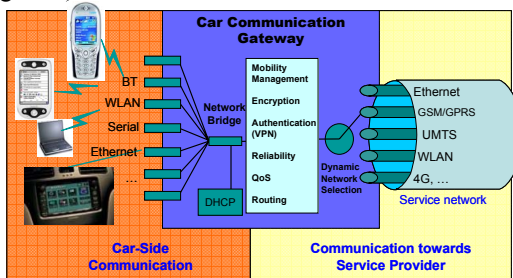 Car Communication
Gateway
BT
WLAN
Serial
Ethernet
...
Network
Bridge
DHCP
Mobility
Management
Encryption
Authentication
(VPN)
Reliability
QoS
Routing
Dynamic
Network
Selection
Ethernet
GSM/GPRS
UMTS
WLAN
4G, ...
Service network
Car-Side
Communication
Communication towards
Service Provider